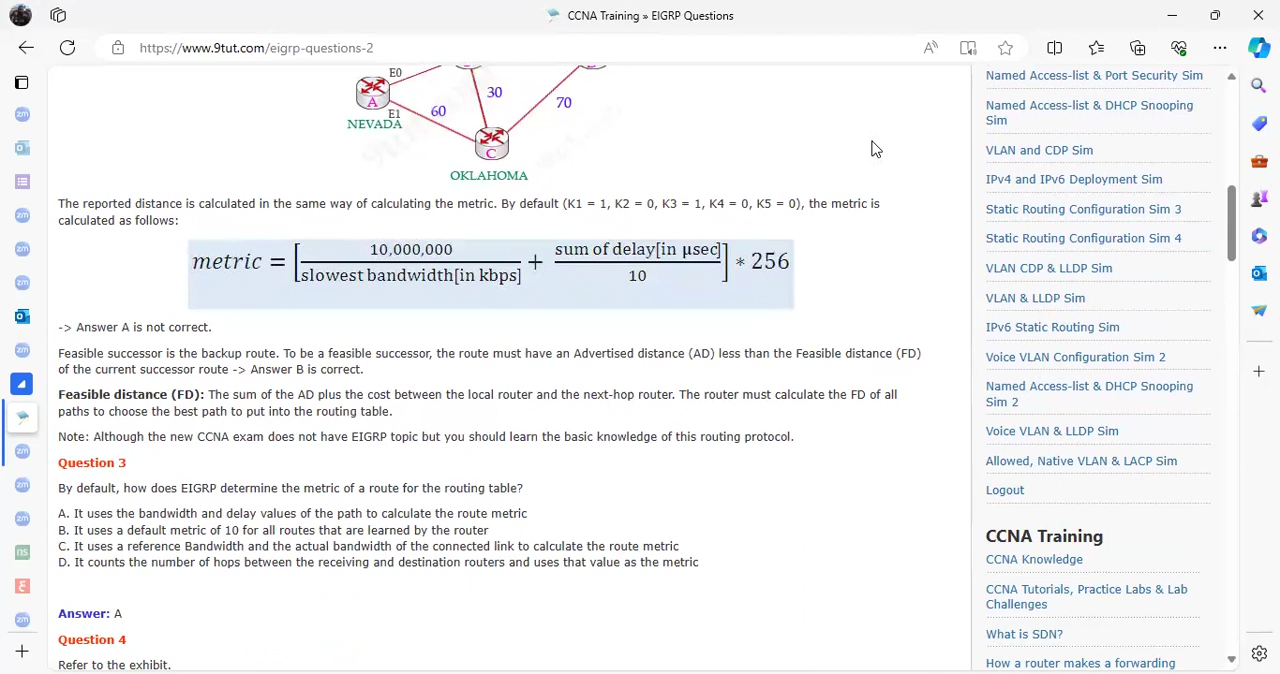 CCNA Training » EIGRP Questions
https://www.9tut.com/eigrp-questions-2
E0
A
E1
NEVADA
60
30
70
C
OKLAHOMA
The reported distance is calculated in the same way of calculating the metric. By default (K1 = 1, K2 = 0, K3 = 1, K4 = 0, K5 = 0), the metric is
calculated as follows:
metric = [ 10,000,000 / slowest bandwidth[in kbps] + sum of delay[in μsec] / 10 ] * 256
-> Answer A is not correct.
Feasible successor is the backup route. To be a feasible successor, the route must have an Advertised distance (AD) less than the Feasible distance (FD)
of the current successor route -> Answer B is correct.
Feasible distance (FD): The sum of the AD plus the cost between the local router and the next-hop router. The router must calculate the FD of all
paths to choose the best path to put into the routing table.
Note: Although the new CCNA exam does not have EIGRP topic but you should learn the basic knowledge of this routing protocol.
Question 3
By default, how does EIGRP determine the metric of a route for the routing table?
A. It uses the bandwidth and delay values of the path to calculate the route metric
B. It uses a default metric of 10 for all routes that are learned by the router
C. It uses a reference Bandwidth and the actual bandwidth of the connected link to calculate the route metric
D. It counts the number of hops between the receiving and destination routers and uses that value as the metric
Answer: A
Question 4
Refer to the exhibit.
Named Access-list & Port Security Sim
Named Access-list & DHCP Snooping
Sim
VLAN and CDP Sim
IPv4 and IPv6 Deployment Sim
Static Routing Configuration Sim 3
Static Routing Configuration Sim 4
VLAN CDP & LLDP Sim
VLAN & LLDP Sim
IPv6 Static Routing Sim
Voice VLAN Configuration Sim 2
Named Access-list & DHCP Snooping
Sim 2
Voice VLAN & LLDP Sim
Allowed, Native VLAN & LACP Sim
Logout
CCNA Training
CCNA Knowledge
CCNA Tutorials, Practice Labs & Lab
Challenges
What is SDN?
How a router makes a forwarding